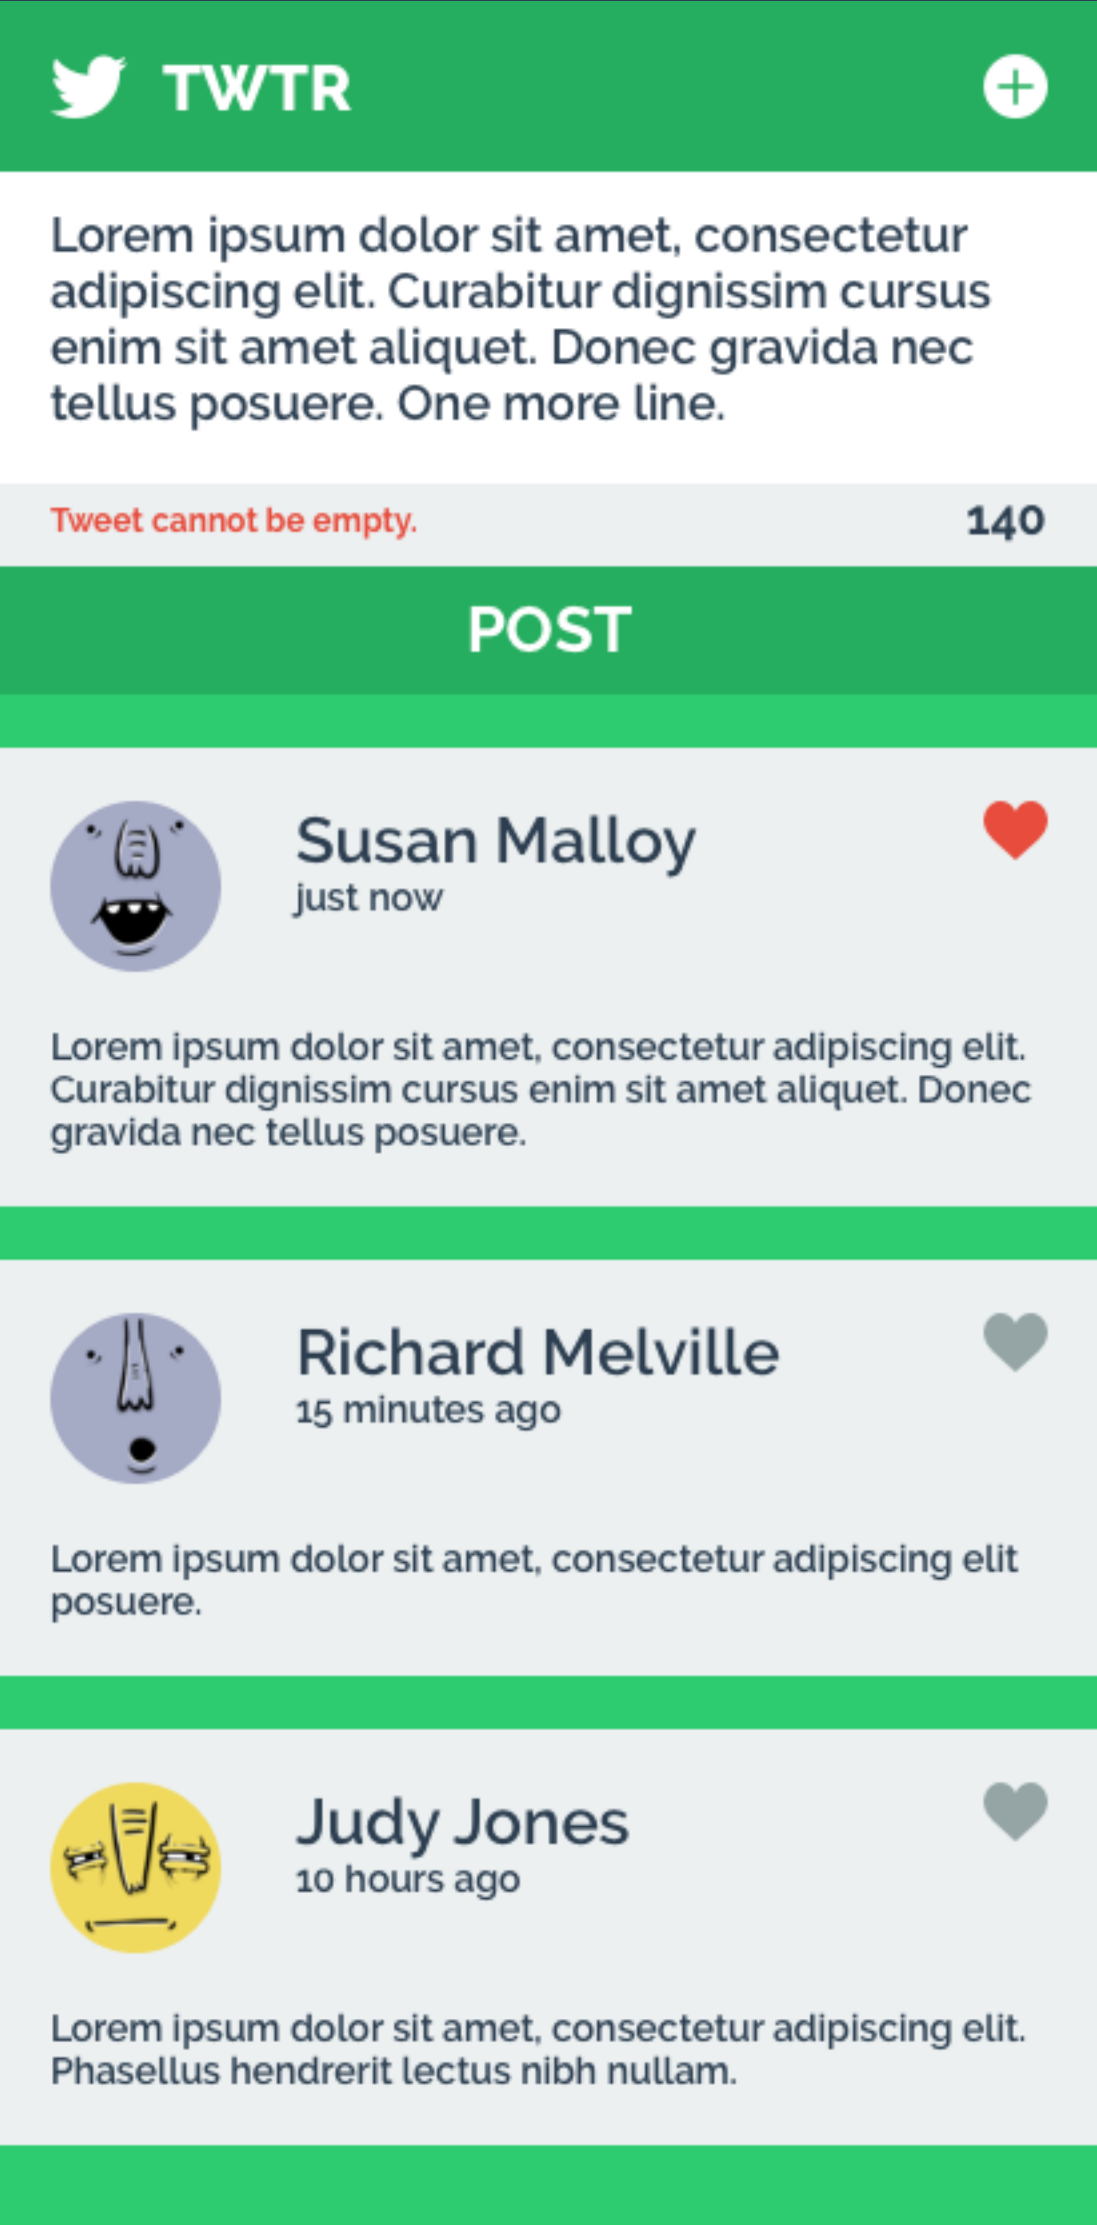 TWTR
Lorem ipsum dolor sit amet, consectetur
adipiscing elit. Curabitur dignissim cursus
enim sit amet aliquet. Donec gravida nec
tellus posuere. One more line.
Tweet cannot be empty.
140
POST
Susan Malloy
just now
Lorem ipsum dolor sit amet, consectetur adipiscing elit.
Curabitur dignissim cursus enim sit amet aliquet. Donec
gravida nec tellus posuere.
Richard Melville
15 minutes ago
Lorem ipsum dolor sit amet, consectetur adipiscing elit
posuere.
Judy Jones
10 hours ago
Lorem ipsum dolor sit amet, consectetur adipiscing elit.
Phasellus hendrerit lectus nibh nullam.